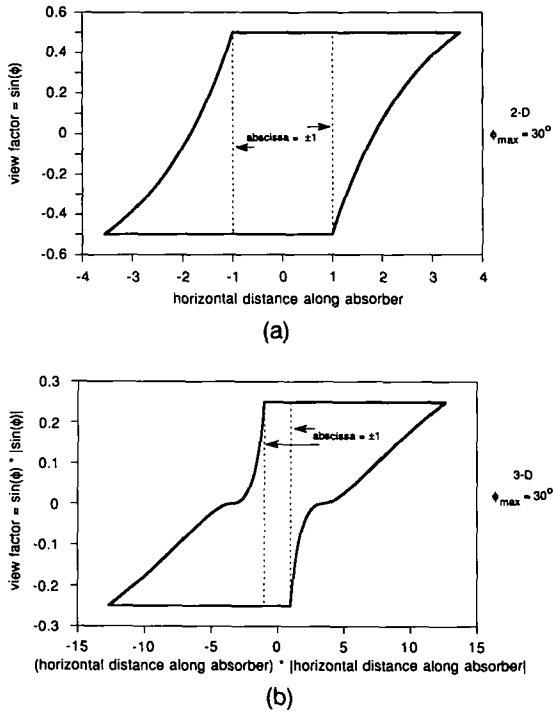 (a)
0.6
0.4
0.2
0
-0.2
-0.4
-0.6
view factor = sin(ϕ)
abscissa = ±1
2-D
ϕmax = 30°
-4 -3 -2 -1 0 1 2 3 4
horizontal distance along absorber
(a)
0.3
0.2
0.1
0
-0.1
-0.2
-0.3
view factor = sin(ϕ) * |sin(ϕ)|
abscissa = ±1
3-D
ϕmax = 30°
-15 -10 -5 0 5 10 15
(horizontal distance along absorber) * |horizontal distance along absorber|
(b)